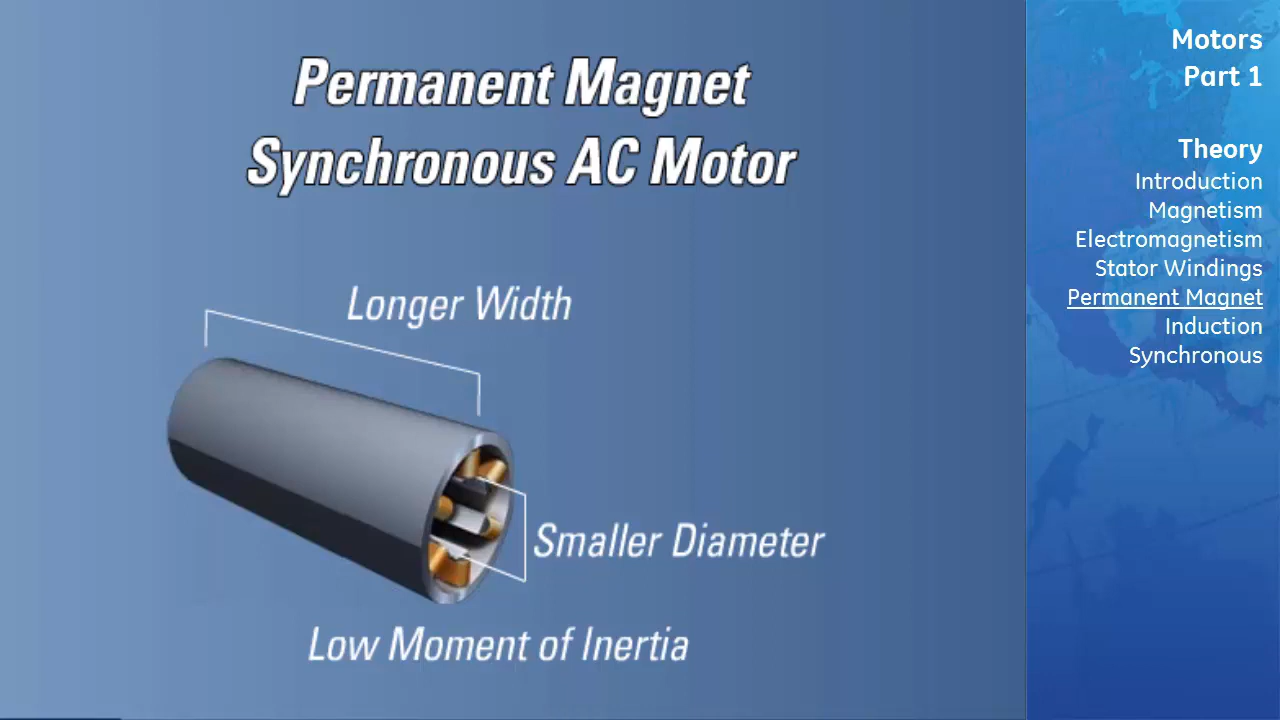 Permanent Magnet
Synchronous AC Motor
Longer Width
Smaller Diameter
Low Moment of Inertia
Motors
Part 1
Theory
Introduction
Magnetism
Electromagnetism
Stator Windings
Permanent Magnet
Induction
Synchronous